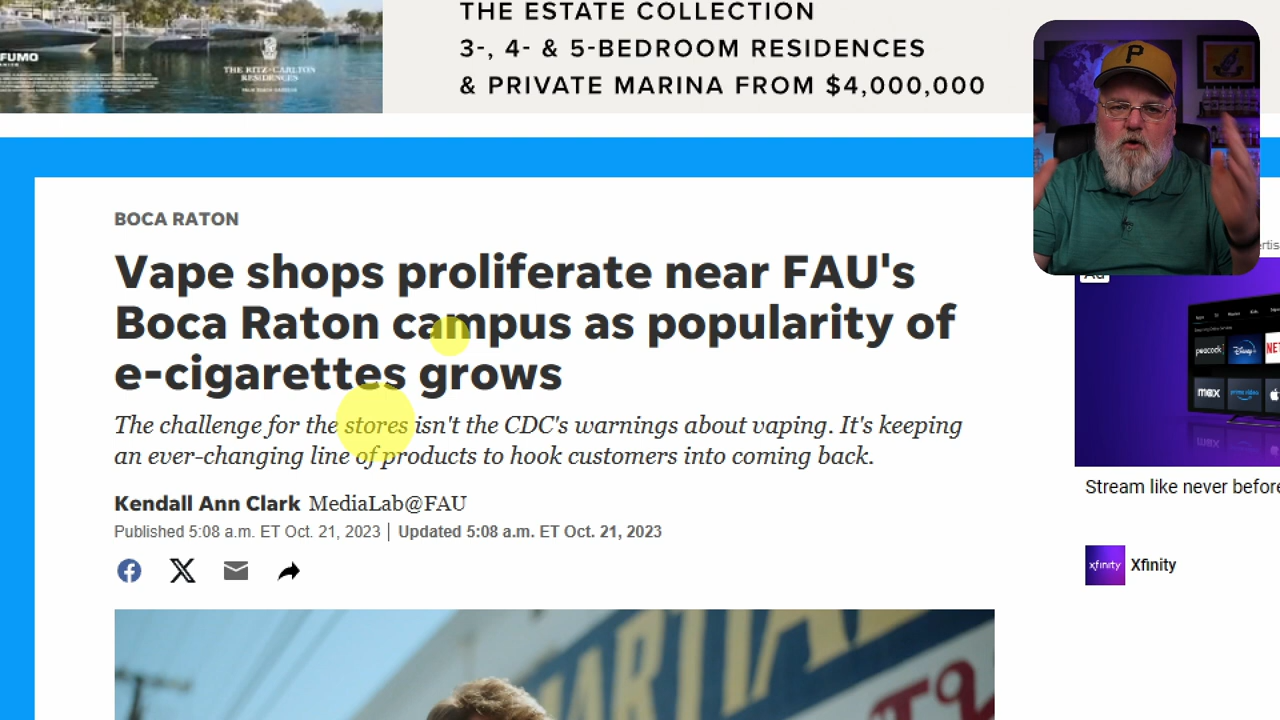 THE ESTATE COLLECTION
3-, 4- & 5-BEDROOM RESIDENCES
& PRIVATE MARINA FROM $4,000,000
FUMO
THE RITZ-CARLTON
RESIDENCES
P
BOCA RATON
Vape shops proliferate near FAU's
Boca Raton campus as popularity of
e-cigarettes grows
The challenge for the stores isn't the CDC's warnings about vaping. It's keeping
an ever-changing line of products to hook customers into coming back.
Kendall Ann Clark MediaLab@FAU
Published 5:08 a.m. ET Oct. 21, 2023 | Updated 5:08 a.m. ET Oct. 21, 2023
Ad
peacock Disney+ NET
max prime video
Stream like never before
xfinity Xfinity